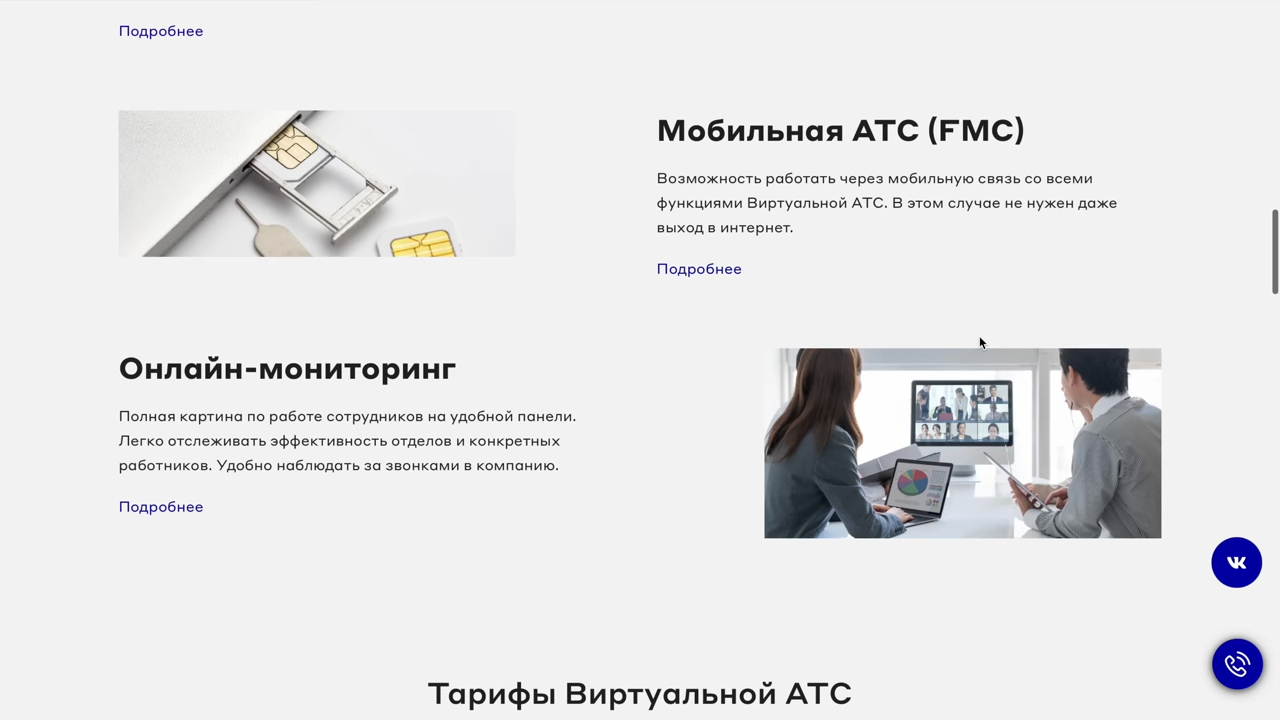 Подробнее
Мобильная АТС (FMC)
Возможность работать через мобильную связь со всеми
функциями Виртуальной АТС. В этом случае не нужен даже
выход в интернет.
Подробнее
Онлайн-мониторинг
Полная картина по работе сотрудников на удобной панели.
Легко отслеживать эффективность отделов и конкретных
работников. Удобно наблюдать за звонками в компанию.
Подробнее
Тарифы Виртуальной АТС